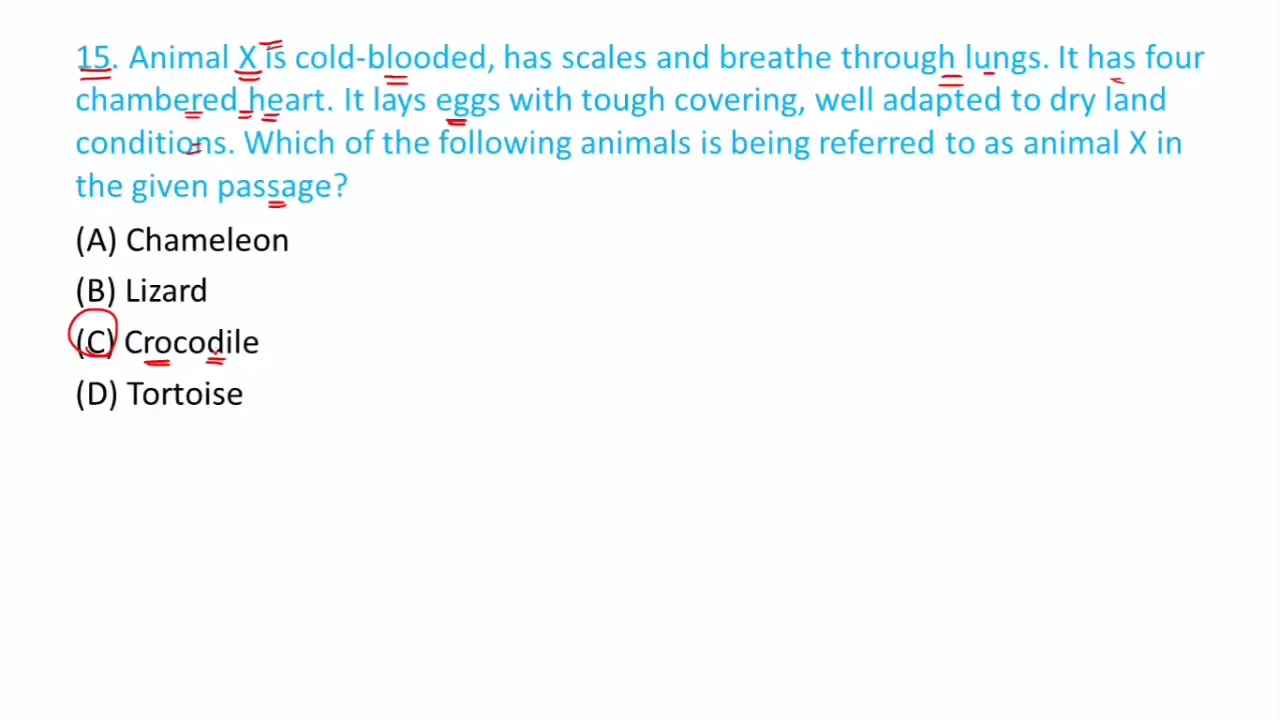 15. Animal X is cold-blooded, has scales and breathe through lungs. It has four
chambered heart. It lays eggs with tough covering, well adapted to dry land
conditions. Which of the following animals is being referred to as animal X in
the given passage?
(A) Chameleon
(B) Lizard
(C) Crocodile
(D) Tortoise